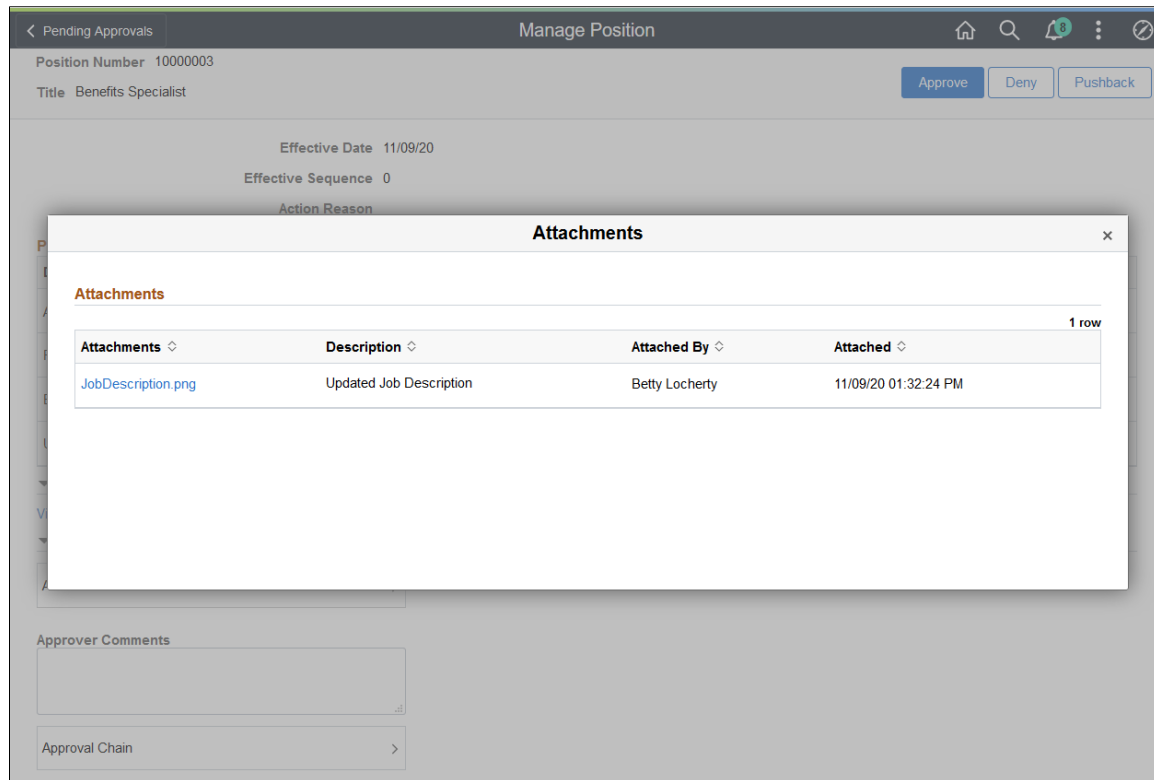 Pending Approvals
Manage Position
8
Position Number 10000003
Title Benefits Specialist
Approve
Deny
Pushback
Effective Date 11/09/20
Effective Sequence 0
Action Reason
Attachments
×
Attachments
1 row
Attachments Description Attached By Attached
JobDescription.png Updated Job Description Betty Locherty 11/09/20 01:32:24 PM
Approver Comments
Approval Chain